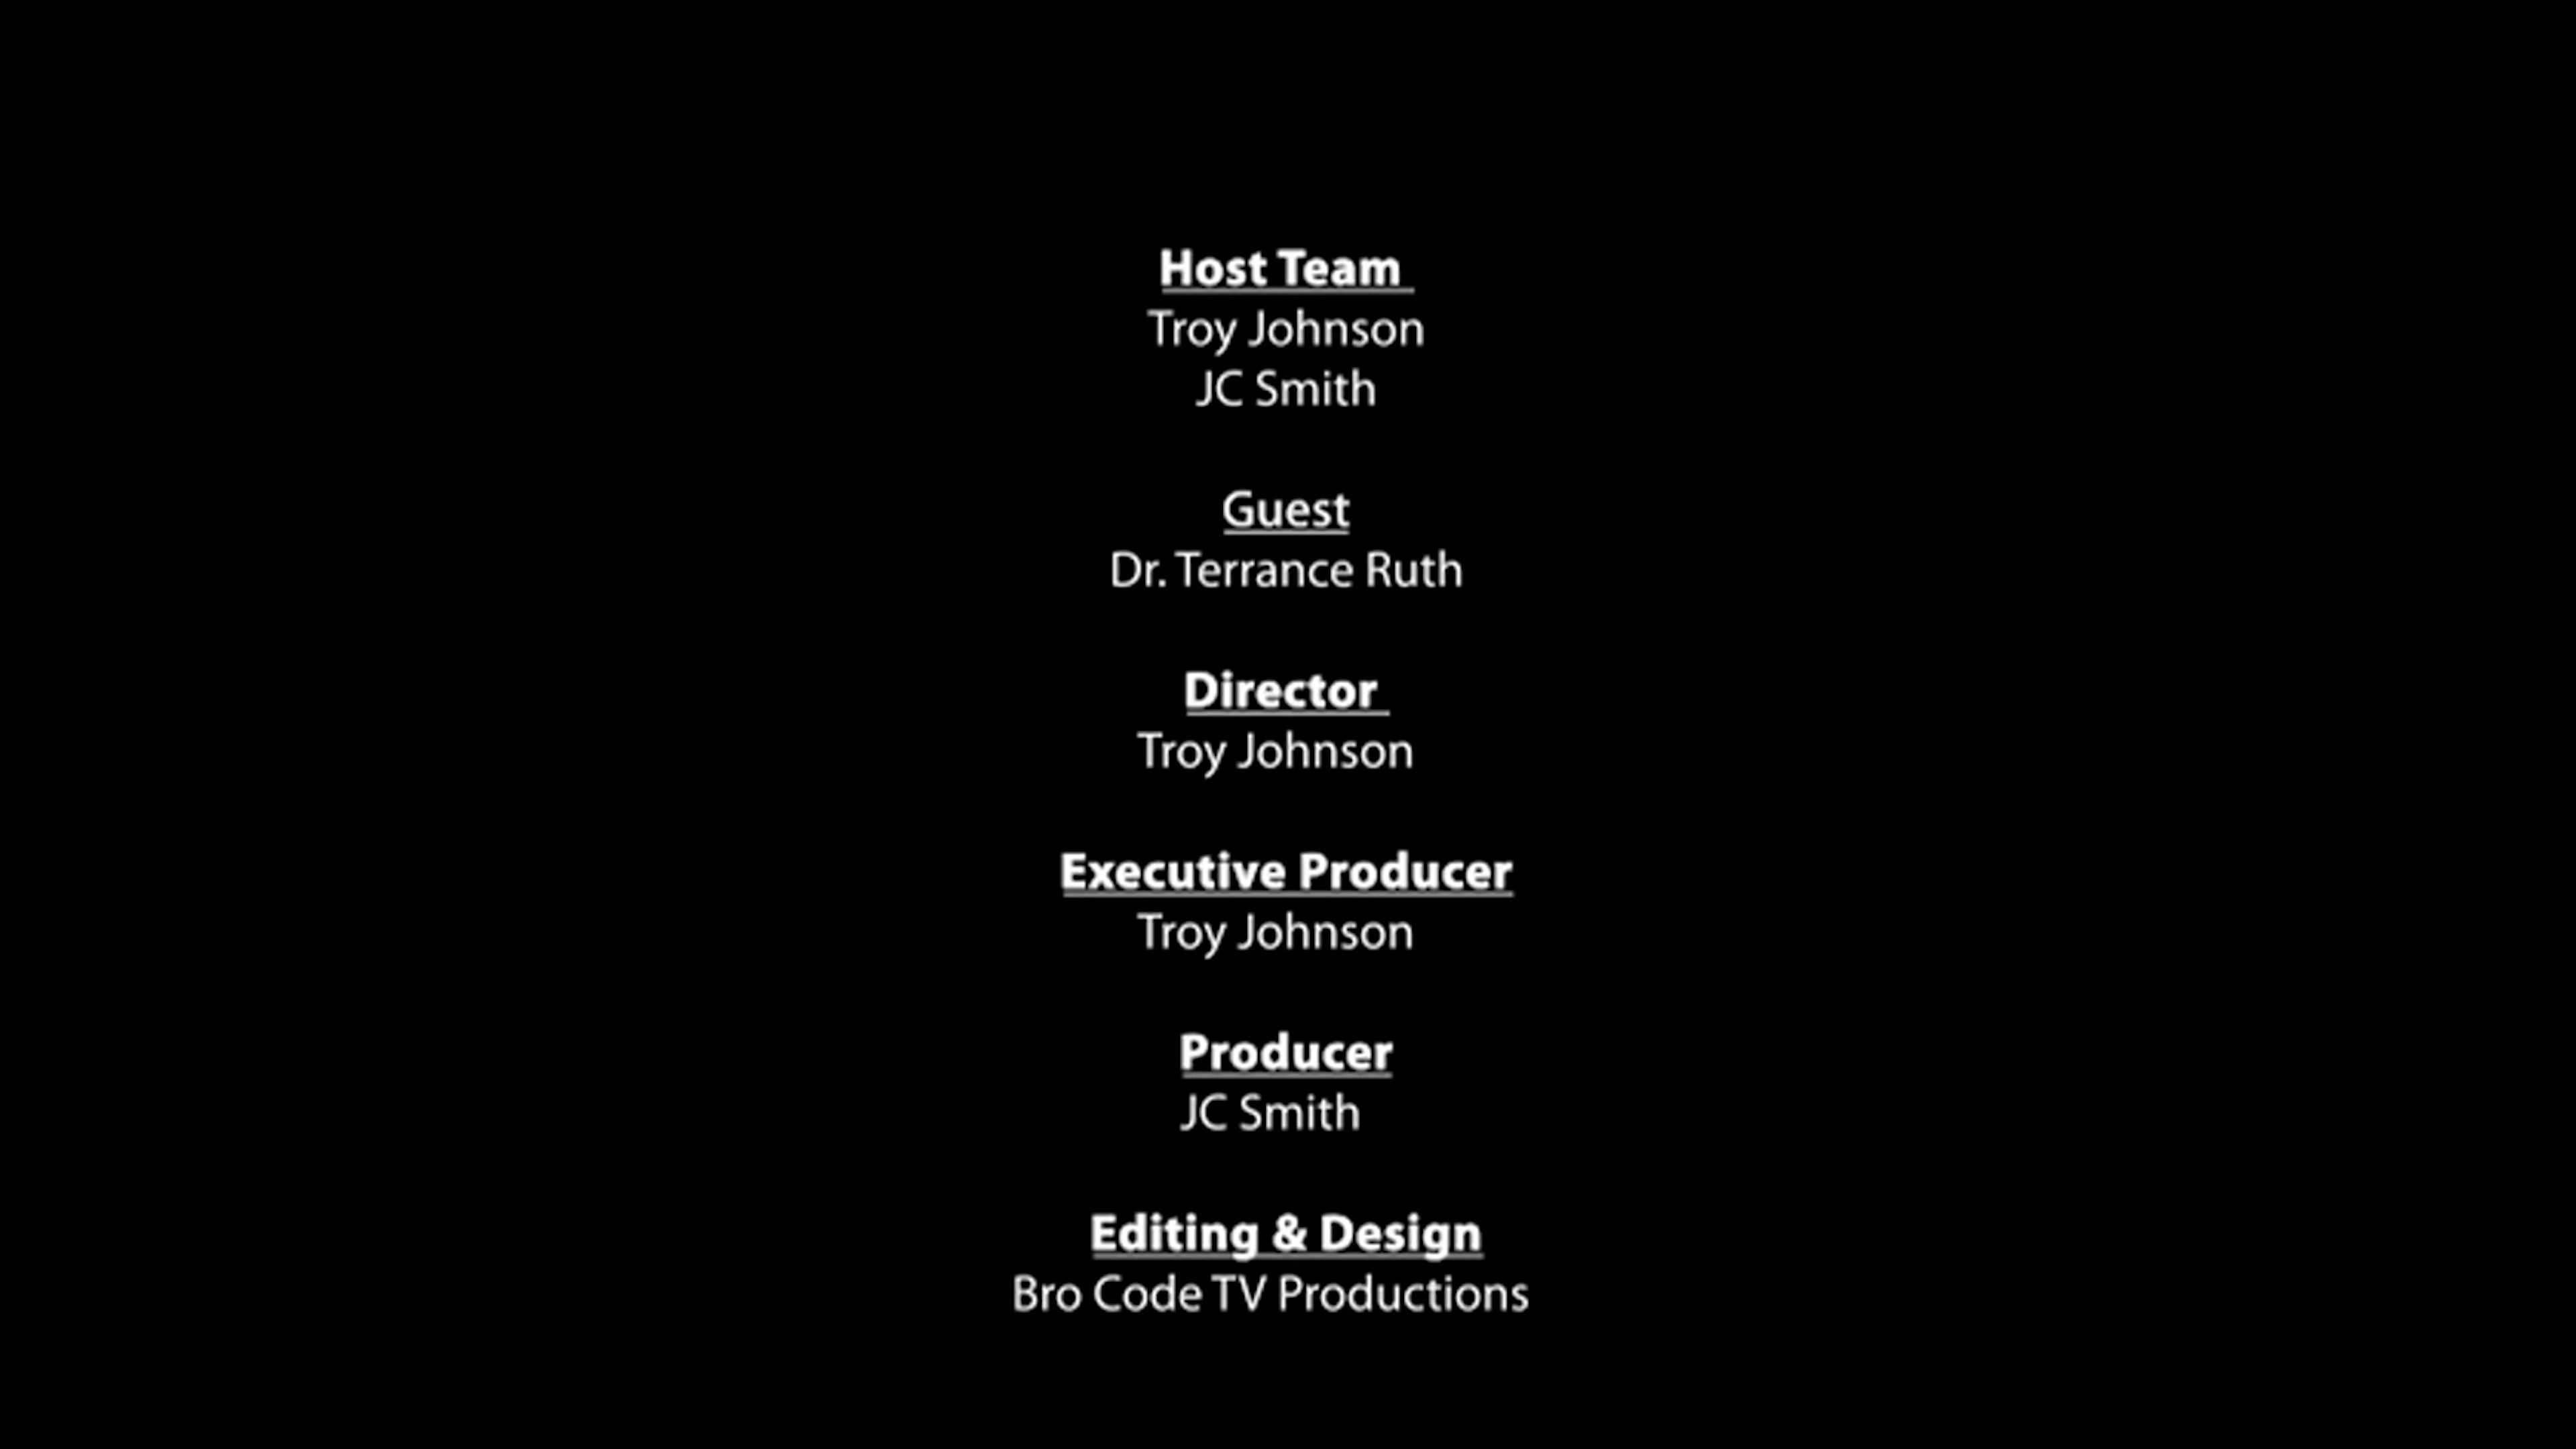 Host Team
Troy Johnson
JC Smith
Guest
Dr. Terrance Ruth
Director
Troy Johnson
Executive Producer
Troy Johnson
Producer
JC Smith
Editing & Design
Bro Code TV Productions